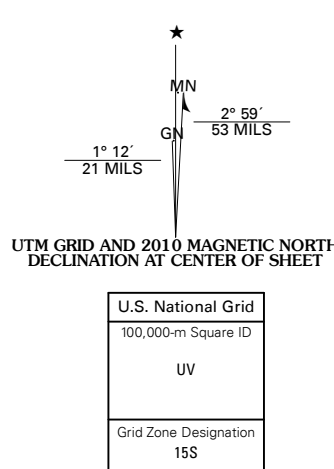 ★
MN
GN
2° 59´
53 MILS
1° 12´
21 MILS
UTM GRID AND 2010 MAGNETIC NORTH
DECLINATION AT CENTER OF SHEET
U.S. National Grid
100,000-m Square ID
UV
Grid Zone Designation
15S